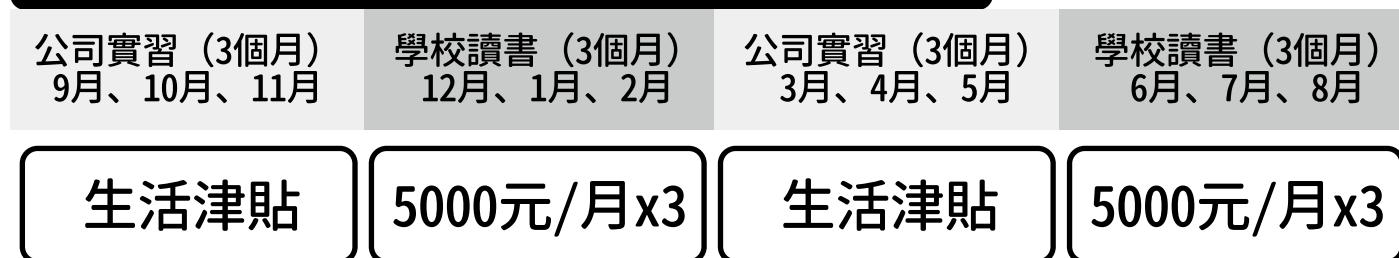 公司實習（3個月）
9月、10月、11月
學校讀書（3個月）
12月、1月、2月
公司實習（3個月）
3月、4月、5月
學校讀書（3個月）
6月、7月、8月
生活津貼
5000元/月x3
生活津貼
5000元/月x3